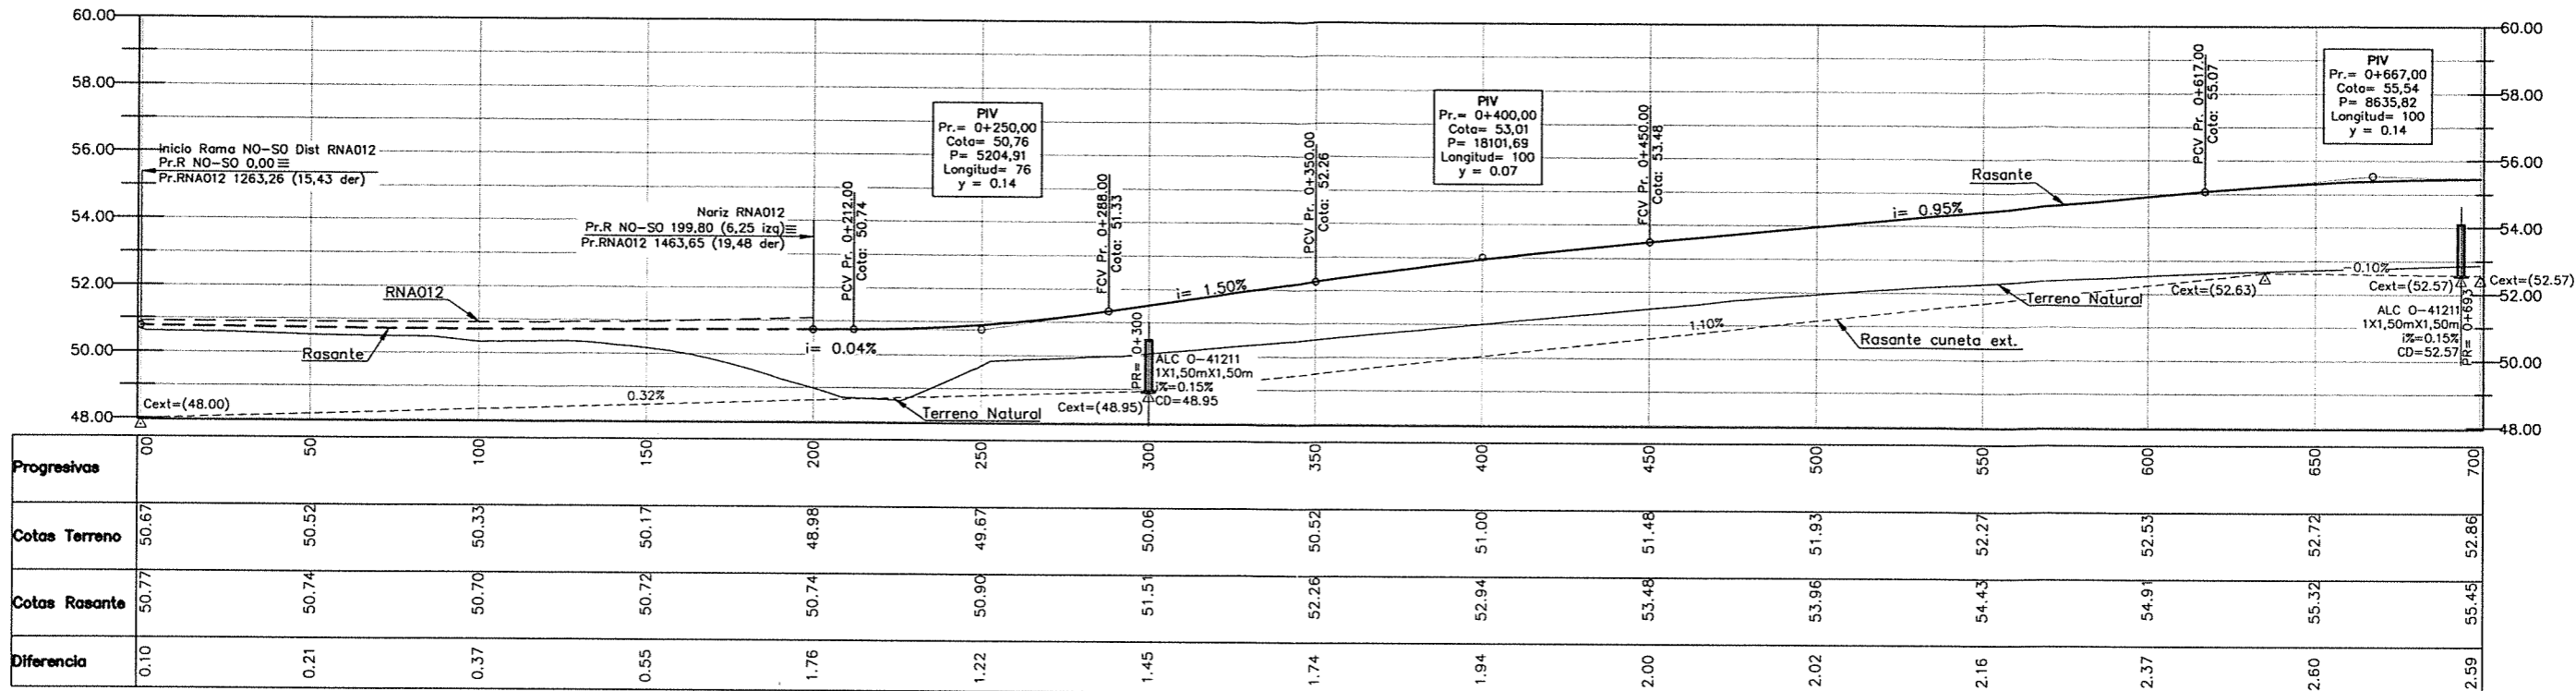 60.00
58.00
56.00
54.00
52.00
50.00
48.00
60.00
58.00
56.00
54.00
52.00
50.00
48.00
Inicio Rama NO-SO Dist RNA012
Pr.R NO-SO 0,00 ≡
Pr.RNA012 1263,26 (15,43 der)
RNA012
Rasante
Cext=(48.00)
0.32%
Nariz RNA012
Pr.R NO-SO 199,80 (6,25 izq)≡
Pr.RNA012 1463,65 (19,48 der)
i= 0.04%
PCV Pr. 0+212.00
Cota: 50.74
Terreno Natural
PIV
Pr.= 0+250,00
Cota= 50,76
P= 5204,91
Longitud= 76
y = 0.14
FCV Pr. 0+288.00
Cota: 51.33
Cext=(48.95)
PR= 0+300
ALC O-41211
1X1,50mX1,50m
i%=0.15%
CD=48.95
i= 1.50%
PCV Pr. 0+350.00
Cota: 52.26
PIV
Pr.= 0+400,00
Cota= 53,01
P= 18101,69
Longitud= 100
y = 0.07
FCV Pr. 0+450.00
Cota: 53.48
1.10%
i= 0.95%
Rasante
Terreno Natural
Rasante cuneta ext.
PCV Pr. 0+617.00
Cota: 55.07
PIV
Pr.= 0+667,00
Cota= 55,54
P= 8635,82
Longitud= 100
y = 0.14
0.10%
Cext=(52.63)
Cext=(52.57)
Cext=(52.57)
ALC O-41211
1X1,50mX1,50m
i%=0.15%
CD=52.57
PR= 0+693
Progresivas 00 50 100 150 200 250 300 350 400 450 500 550 600 650 700
Cotas Terreno 50.67 50.52 50.33 50.17 48.98 49.67 50.06 50.52 51.00 51.48 51.93 52.27 52.53 52.72 52.86
Cotas Rasante 50.77 50.74 50.70 50.72 50.74 50.90 51.51 52.26 52.94 53.48 53.96 54.43 54.91 55.32 55.45
Diferencia 0.10 0.21 0.37 0.55 1.76 1.22 1.45 1.74 1.94 2.00 2.02 2.16 2.37 2.60 2.59